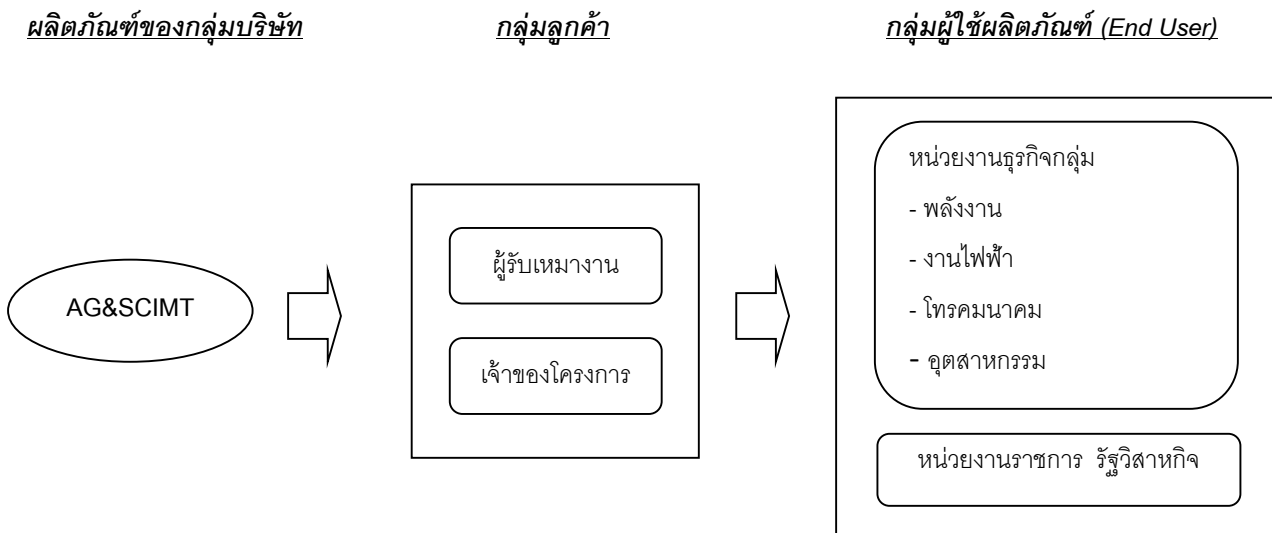 ผลิตภัณฑ์ของกลุ่มบริษัท
กลุ่มลูกค้า
กลุ่มผู้ใช้ผลิตภัณฑ์ (End User)
AG&SCIMT
ผู้รับเหมางาน
เจ้าของโครงการ
หน่วยงานธุรกิจกลุ่ม
- พลังงาน
- งานไฟฟ้า
- โทรคมนาคม
- อุตสาหกรรม
หน่วยงานราชการ รัฐวิสาหกิจ